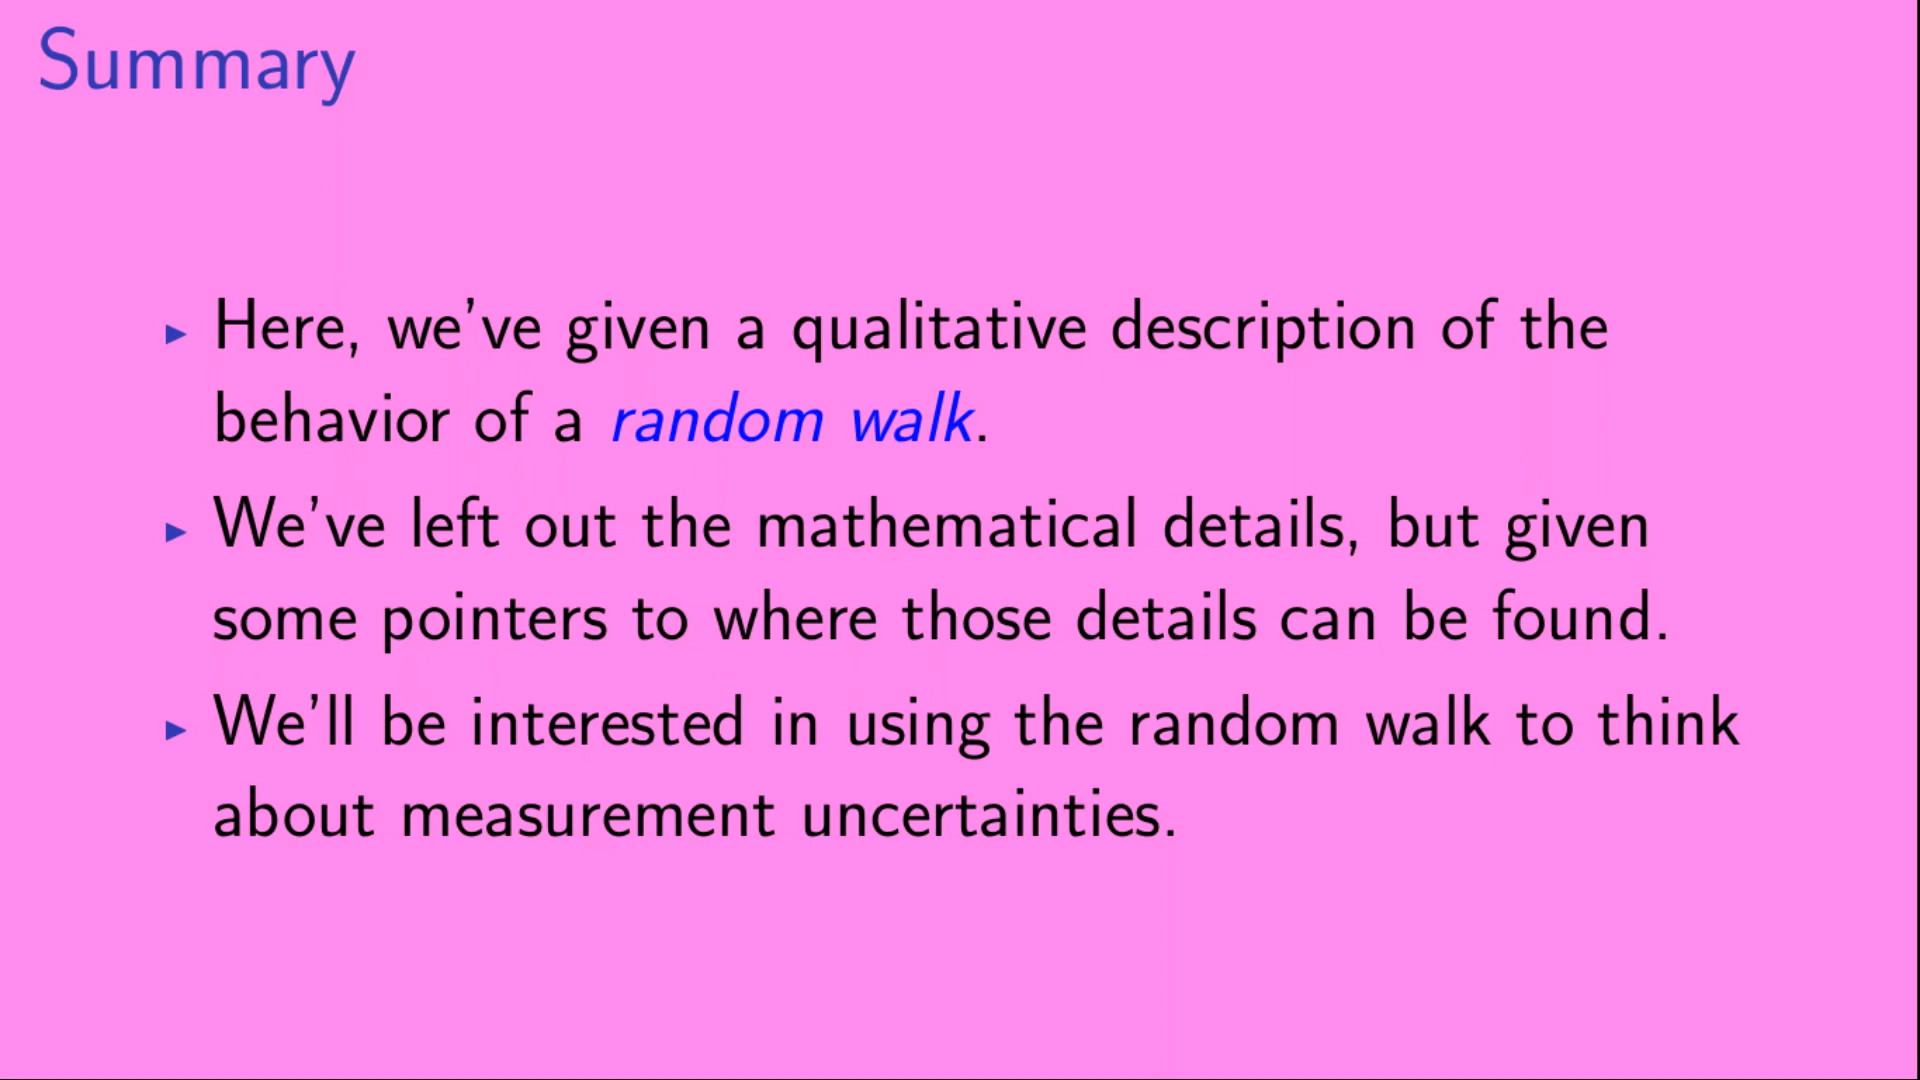 Summary
▸ Here, we've given a qualitative description of the
behavior of a random walk.
▸ We've left out the mathematical details, but given
some pointers to where those details can be found.
▸ We'll be interested in using the random walk to think
about measurement uncertainties.